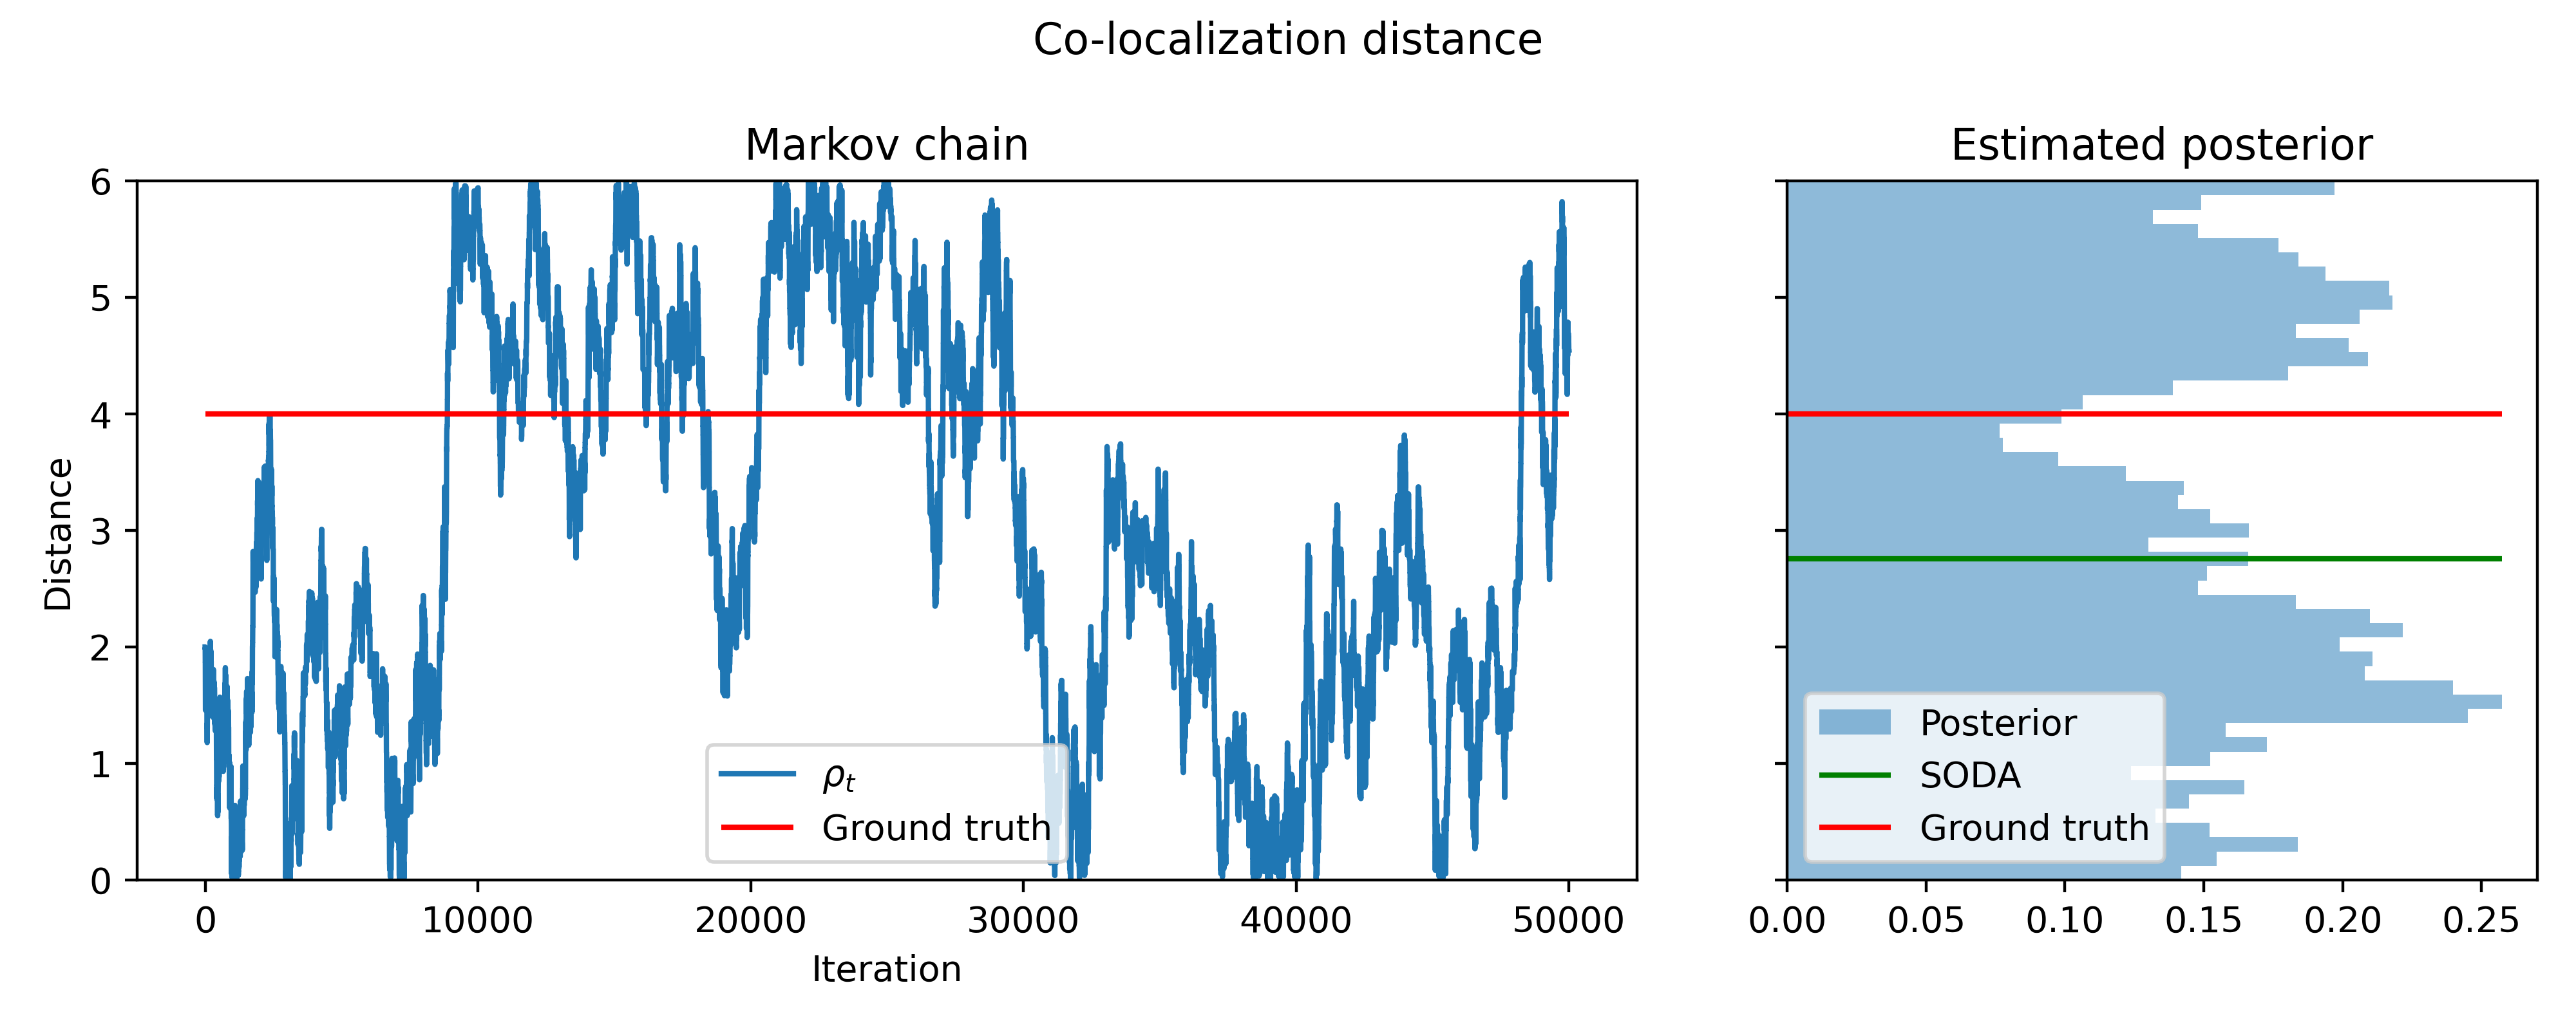 Co-localization distance
Markov chain
Distance
6
5
4
3
2
1
0
ρt
Ground truth
0 10000 20000 30000 40000 50000
Iteration
Estimated posterior
Posterior
SODA
Ground truth
0.00 0.05 0.10 0.15 0.20 0.25